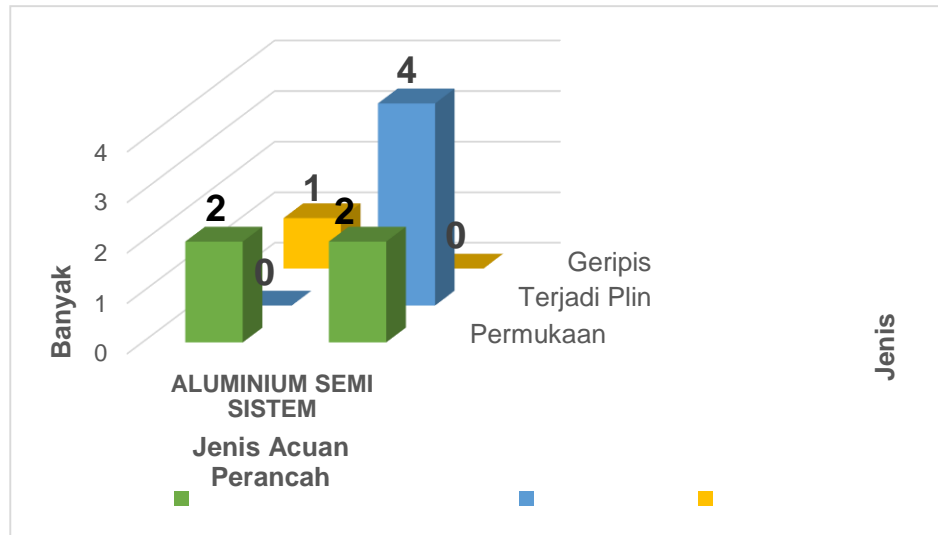 4
4
3
2
1
0
2
0
1
2
0
Banyak
Geripis
Terjadi Plin
Permukaan
Jenis
ALUMINIUM SEMI
SISTEM
Jenis Acuan
Perancah